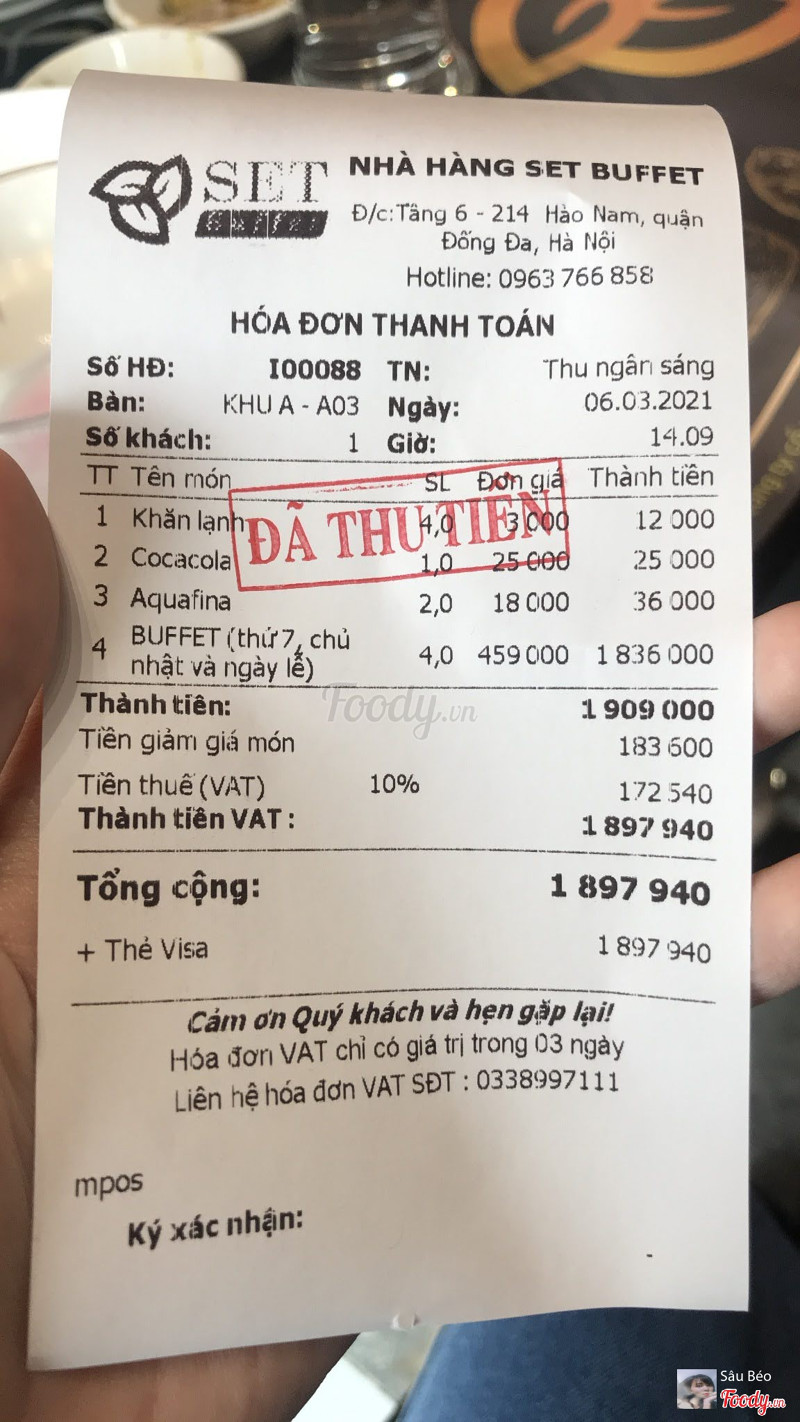 SET
BUFFET
NHÀ HÀNG SET BUFFET
Đ/c:Tầng 6 - 214 Hào Nam, quận
Đống Đa, Hà Nội
Hotline: 0963 766 858
HÓA ĐƠN THANH TOÁN
Số HĐ: I00088 TN: Thu ngân sáng
Bàn: KHU A - A03 Ngày: 06.03.2021
Số khách: 1 Giờ: 14.09
TT Tên món SL Đơn giá Thành tiền
1 Khăn lạnh 4,0 3 000 12 000
ĐÃ THU TIỀN
2 Cocacola 1,0 25 000 25 000
3 Aquafina 2,0 18 000 36 000
4 BUFFET (thứ 7, chủ
nhật và ngày lễ) 4,0 459 000 1 836 000
Thành tiền: 1 909 000
Foody.vn
Tiền giảm giá món 183 600
Tiền thuế (VAT) 10% 172 540
Thành tiền VAT : 1 897 940
Tổng cộng: 1 897 940
+ Thẻ Visa 1 897 940
Cảm ơn Quý khách và hẹn gặp lại!
Hóa đơn VAT chỉ có giá trị trong 03 ngày
Liên hệ hóa đơn VAT SĐT : 0338997111
mpos
Ký xác nhận:
Sâu Béo
Foody.vn